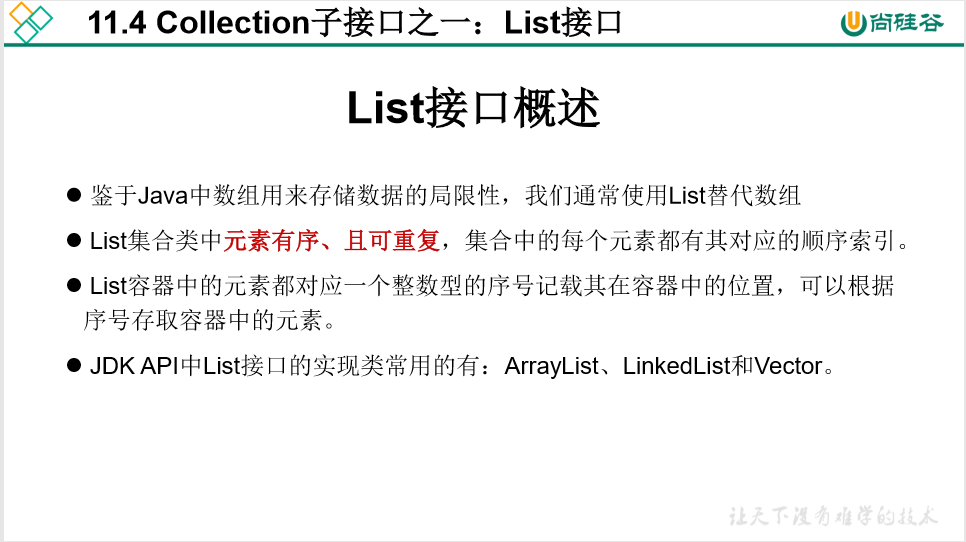 11.4 Collection子接口之一：List接口
尚硅谷
List接口概述
● 鉴于Java中数组用来存储数据的局限性，我们通常使用List替代数组
● List集合类中元素有序、且可重复，集合中的每个元素都有其对应的顺序索引。
● List容器中的元素都对应一个整数型的序号记载其在容器中的位置，可以根据
序号存取容器中的元素。
● JDK API中List接口的实现类常用的有：ArrayList、LinkedList和Vector。
让天下没有难学的技术